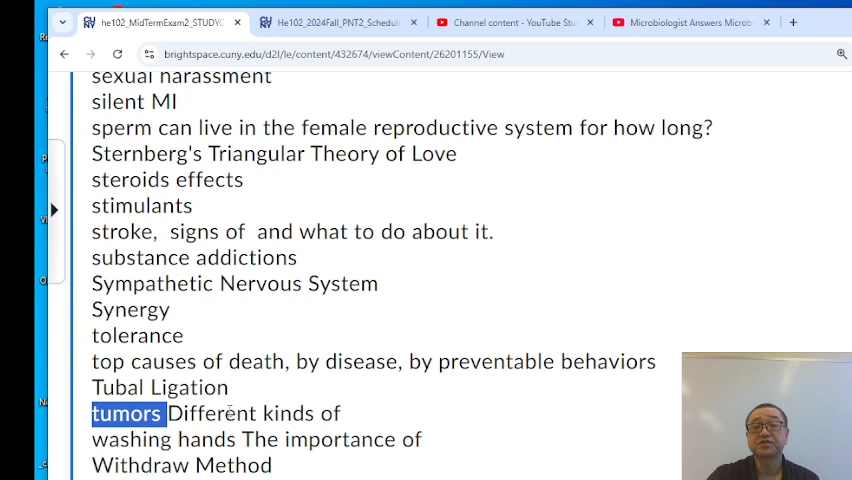 he102_MidTermExam2_STUDYG
He102_2024Fall_PNT2_Schedule
Channel content - YouTube Stu
Microbiologist Answers Microbi
brightspace.cuny.edu/d2l/le/content/432674/viewContent/26201155/View
sexual harassment
silent MI
sperm can live in the female reproductive system for how long?
Sternberg's Triangular Theory of Love
steroids effects
stimulants
stroke, signs of and what to do about it.
substance addictions
Sympathetic Nervous System
Synergy
tolerance
top causes of death, by disease, by preventable behaviors
Tubal Ligation
tumors Different kinds of
washing hands The importance of
Withdraw Method